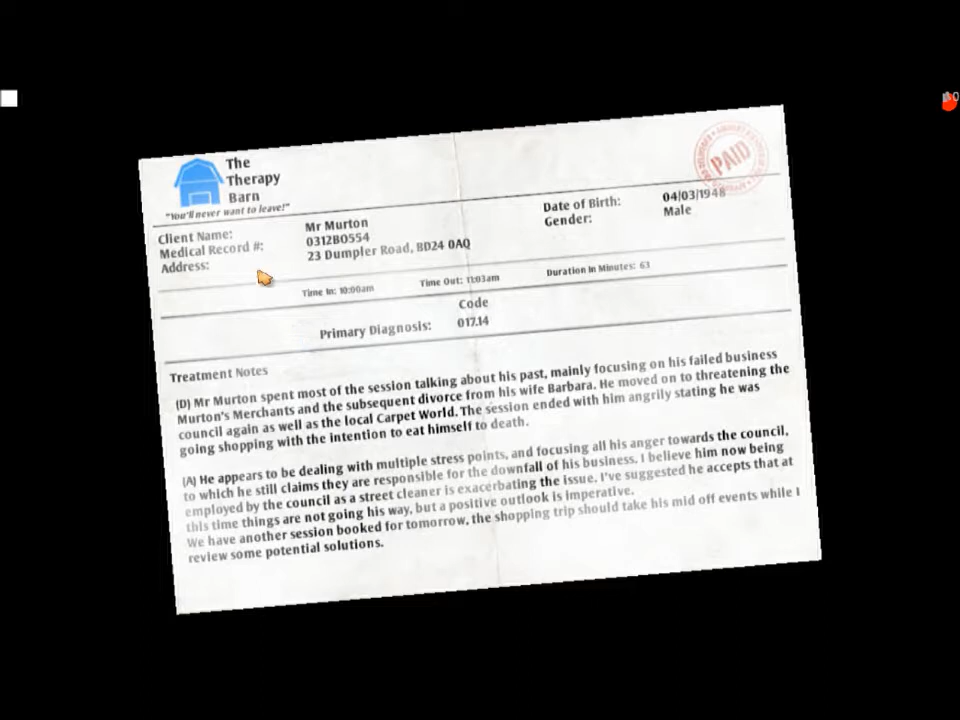 The
Therapy
Barn
"You'll never want to leave!"
PAID
Client Name: Mr Murton
Date of Birth: 04/03/1948
Medical Record #: 0312B0554
Gender: Male
Address: 23 Dumpler Road, BD24 0AQ
Time In: 10:00am Time Out: 11:03am Duration In Minutes: 63
Code
Primary Diagnosis: 017.14
Treatment Notes
(D) Mr Murton spent most of the session talking about his past, mainly focusing on his failed business
Murton's Merchants and the subsequent divorce from his wife Barbara. He moved on to threatening the
council again as well as the local Carpet World. The session ended with him angrily stating he was
going shopping with the intention to eat himself to death.
(A) He appears to be dealing with multiple stress points, and focusing all his anger towards the council,
to which he still claims they are responsible for the downfall of his business. I believe him now being
employed by the council as a street cleaner is exacerbating the issue. I've suggested he accepts that at
this time things are not going his way, but a positive outlook is imperative.
We have another session booked for tomorrow, the shopping trip should take his mid off events while I
review some potential solutions.